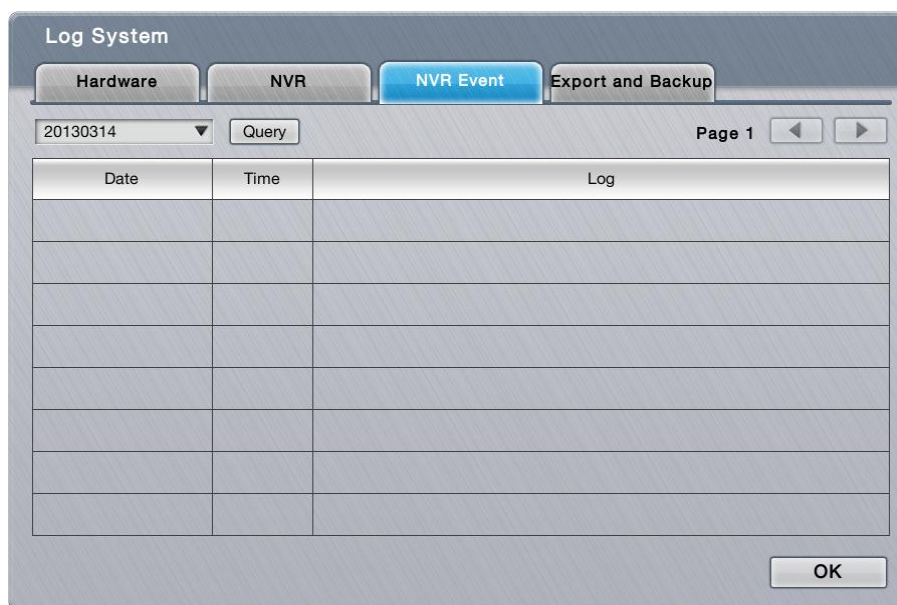 Log System
Hardware NVR NVR Event Export and Backup
20130314 Query Page 1
Date Time Log
OK